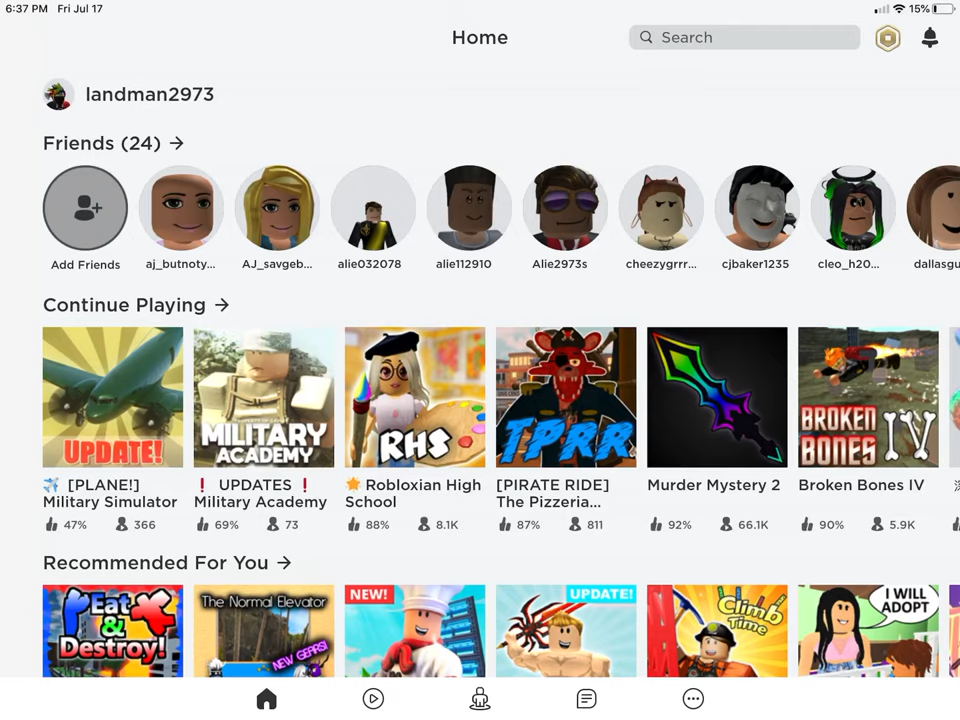 6:37 PM Fri Jul 17 15%
Home
Search
landman2973
Friends (24) →
Add Friends aj_butnoty... AJ_savgeb... alie032078 alie112910 Alie2973s cheezygrrr... cjbaker1235 cleo_h20... dallasgu
Continue Playing →
UPDATE!
MILITARY
ACADEMY
RHS
TPRR
BROKEN
BONES IV
✈️ [PLANE!]
Military Simulator
47% 366
❗ UPDATES ❗
Military Academy
69% 73
🌟 Robloxian High
School
88% 8.1K
[PIRATE RIDE]
The Pizzeria...
87% 811
Murder Mystery 2
92% 66.1K
Broken Bones IV
90% 5.9K
Recommended For You →
Eat
&
Destroy!
The Normal Elevator
NEW GEARS!
NEW!
UPDATE!
Climb
Time
I WILL
ADOPT